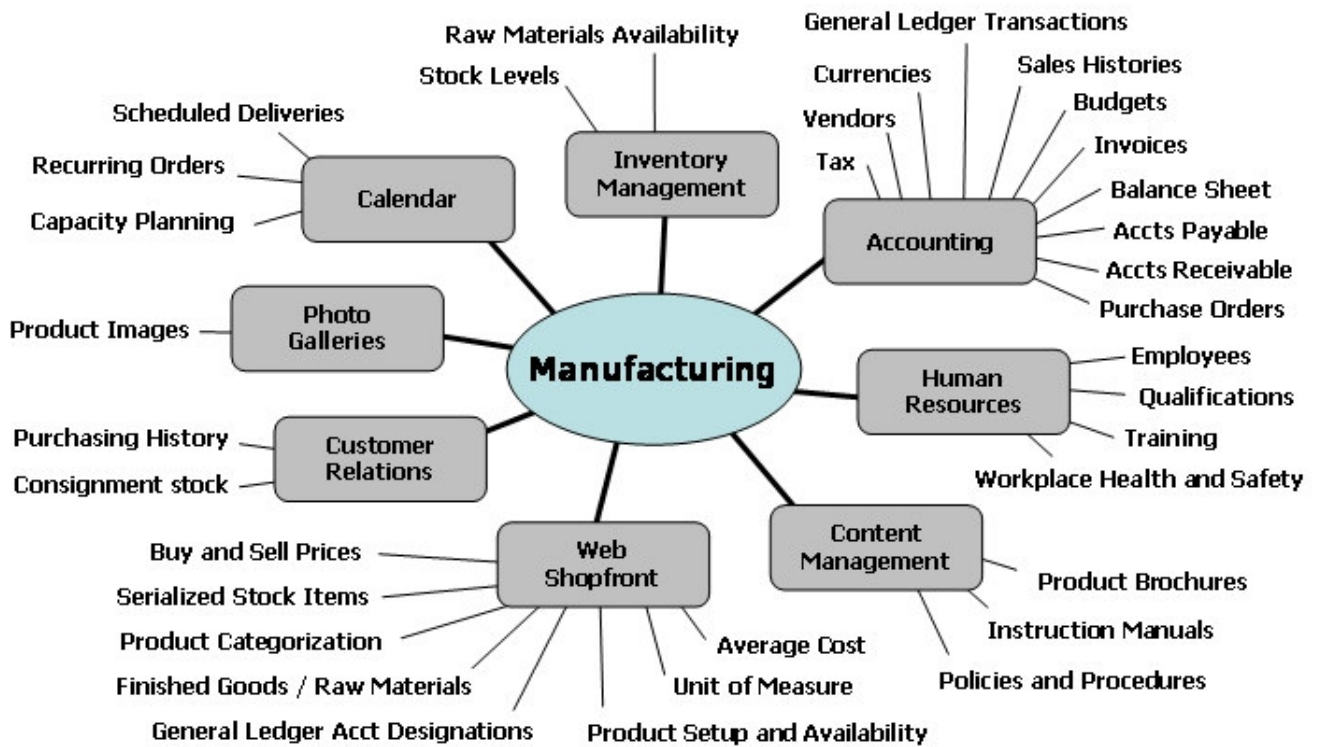 General Ledger Transactions
Raw Materials Availability
Stock Levels
Currencies
Sales Histories
Budgets
Scheduled Deliveries
Vendors
Invoices
Recurring Orders
Tax
Inventory
Management
Calendar
Balance Sheet
Capacity Planning
Accounting
Accts Payable
Accts Receivable
Purchase Orders
Photo
Galleries
Product Images
Manufacturing
Employees
Human
Resources
Qualifications
Training
Workplace Health and Safety
Purchasing History
Customer
Relations
Consignment stock
Web
Shopfront
Buy and Sell Prices
Serialized Stock Items
Product Categorization
Finished Goods / Raw Materials
General Ledger Acct Designations
Product Setup and Availability
Unit of Measure
Average Cost
Content
Management
Product Brochures
Instruction Manuals
Policies and Procedures